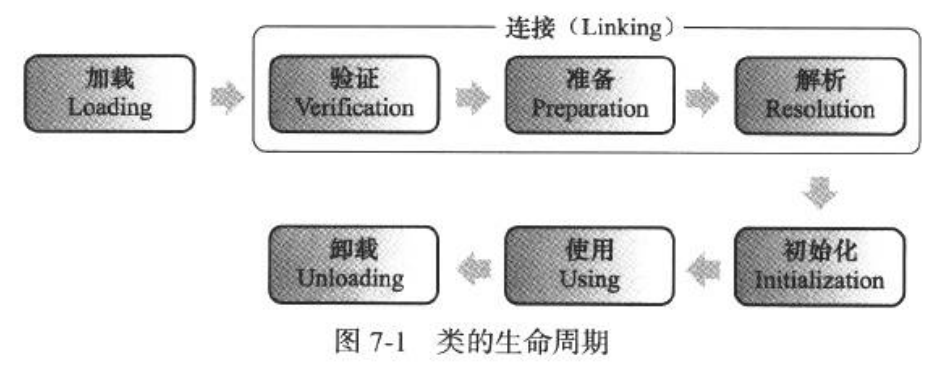 连接（Linking）
加载
Loading
验证
Verification
准备
Preparation
解析
Resolution
初始化
Initialization
使用
Using
卸载
Unloading
图 7-1 类的生命周期